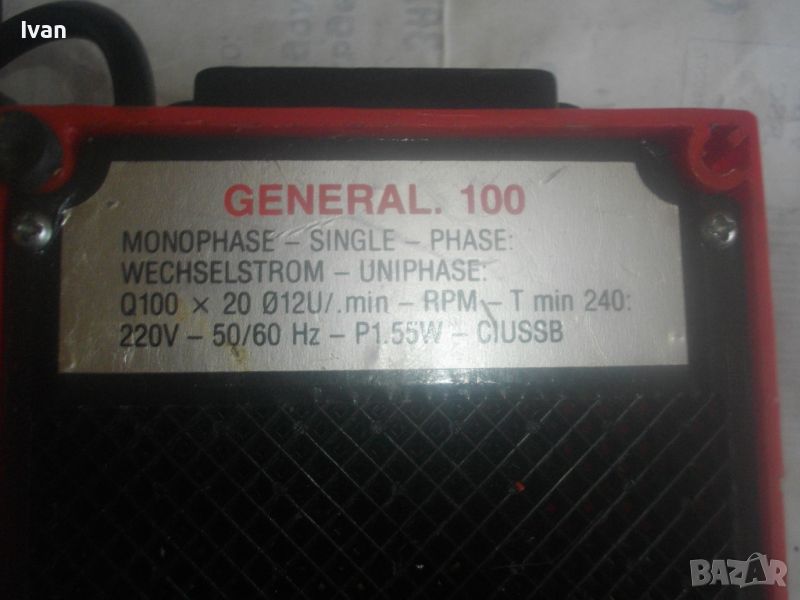 Ivan
GENERAL. 100
MONOPHASE – SINGLE – PHASE:
WECHSELSTROM – UNIPHASE:
Q100 × 20 Ø12U/.min – RPM – T min 240:
220V – 50/60 Hz – P1.55W – CIUSSB
BAZAR